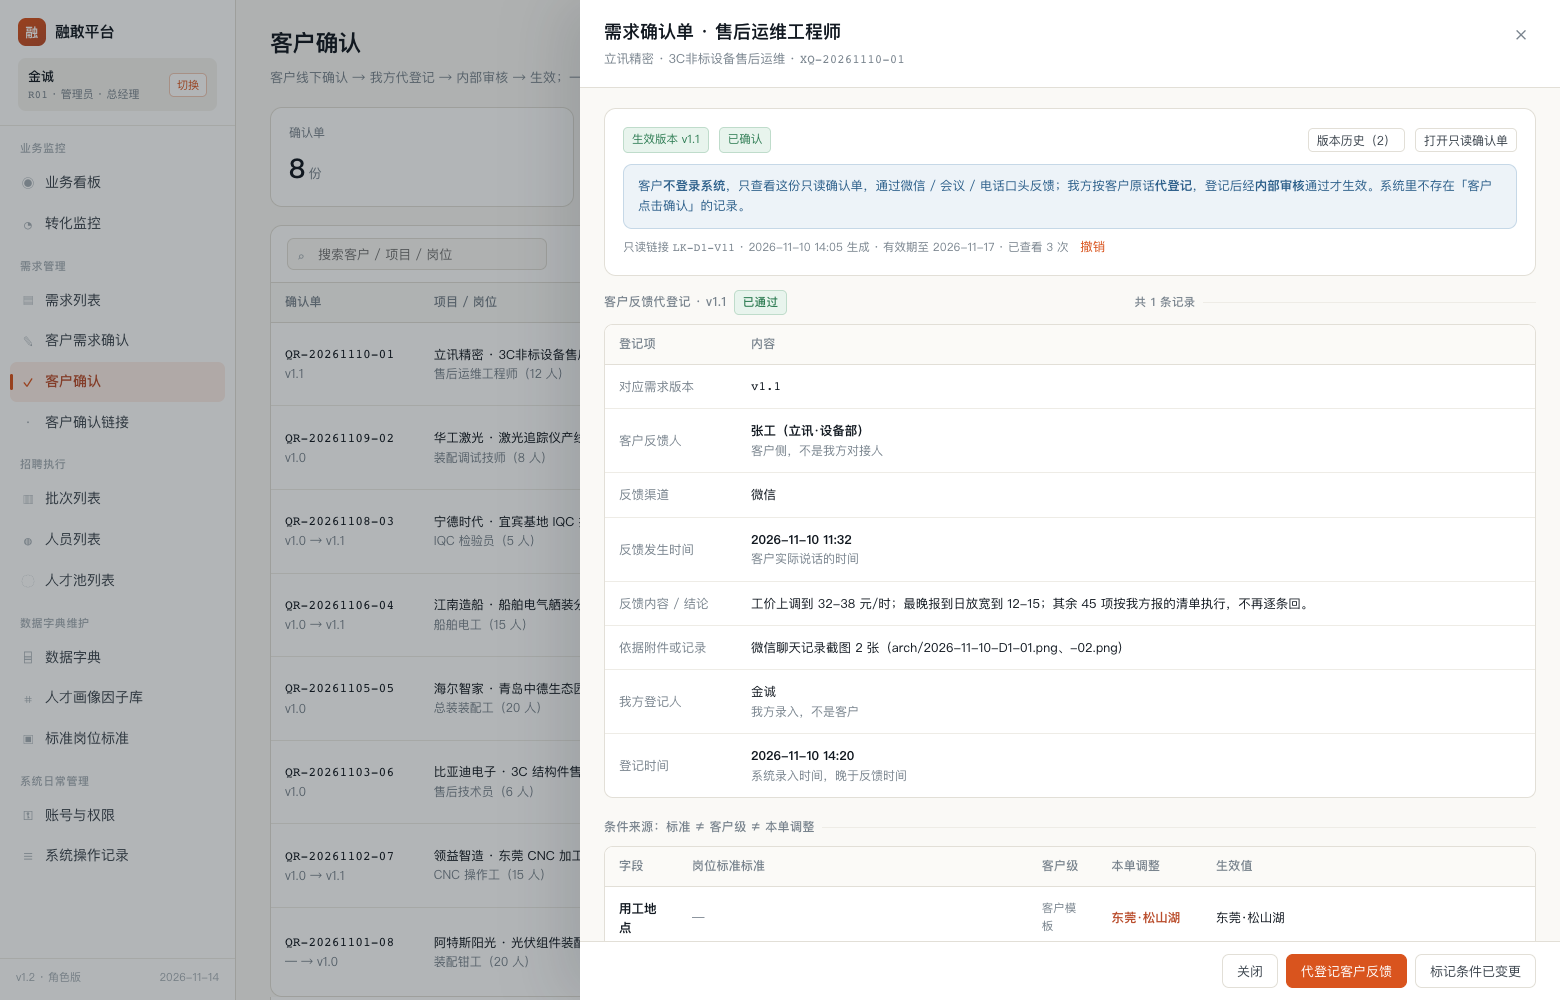 融 融敢平台
金诚
R01 · 管理员 · 总经理
切换
业务监控
业务看板
转化监控
需求管理
需求列表
客户需求确认
客户确认
客户确认链接
招聘执行
批次列表
人员列表
人才池列表
数据字典维护
数据字典
人才画像因子库
标准岗位标准
系统日常管理
账号与权限
系统操作记录
v1.2 · 角色版 2026-11-14
客户确认
客户线下确认 → 我方代登记 → 内部审核 → 生效；一
确认单
8 份
搜索客户 / 项目 / 岗位
确认单 项目 / 岗位
QR-20261110-01 立讯精密 · 3C非标设备售
v1.1 售后运维工程师（12 人）
QR-20261109-02 华工激光 · 激光追踪仪产线
v1.0 装配调试技师（8 人）
QR-20261108-03 宁德时代 · 宜宾基地 IQC
v1.0 → v1.1 IQC 检验员（5 人）
QR-20261106-04 江南造船 · 船舶电气舾装分
v1.0 → v1.1 船舶电工（15 人）
QR-20261105-05 海尔智家 · 青岛中德生态园
v1.0 总装装配工（20 人）
QR-20261103-06 比亚迪电子 · 3C 结构件售
v1.0 售后技术员（6 人）
QR-20261102-07 领益智造 · 东莞 CNC 加工
v1.0 → v1.1 CNC 操作工（15 人）
QR-20261101-08 阿特斯阳光 · 光伏组件装配
— → v1.0 装配钳工（20 人）
需求确认单 · 售后运维工程师
立讯精密 · 3C非标设备售后运维 · XQ-20261110-01
×
生效版本 v1.1 已确认 版本历史（2） 打开只读确认单
客户不登录系统，只查看这份只读确认单，通过微信 / 会议 / 电话口头反馈；我方按客户原话代登记，登记后经内部审核通过才生效。系统里不存在「客户
点击确认」的记录。
只读链接 LK-D1-V11 · 2026-11-10 14:05 生成 · 有效期至 2026-11-17 · 已查看 3 次 撤销
客户反馈代登记 · v1.1 已通过 共 1 条记录
登记项 内容
对应需求版本 v1.1
客户反馈人 张工（立讯·设备部）
客户侧，不是我方对接人
反馈渠道 微信
反馈发生时间 2026-11-10 11:32
客户实际说话的时间
反馈内容 / 结论 工价上调到 32-38 元/时；最晚报到日放宽到 12-15；其余 45 项按我方报的清单执行，不再逐条回。
依据附件或记录 微信聊天记录截图 2 张（arch/2026-11-10-D1-01.png、-02.png）
我方登记人 金诚
我方录入，不是客户
登记时间 2026-11-10 14:20
系统录入时间，晚于反馈时间
条件来源：标准 ≠ 客户级 ≠ 本单调整
字段 岗位标准标准 客户级 本单调整 生效值
用工地点 — 客户模板 东莞·松山湖 东莞·松山湖
关闭 代登记客户反馈 标记条件已变更